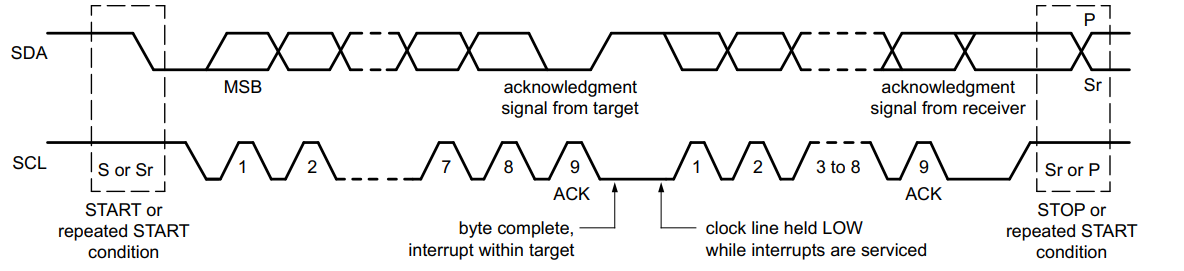 P
SDA
MSB
acknowledgment
signal from target
acknowledgment
signal from receiver
Sr
SCL
S or Sr
1
2
7
8
9
1
2
3 to 8
9
Sr or P
ACK
ACK
START or
repeated START
condition
byte complete,
interrupt within target
clock line held LOW
while interrupts are serviced
STOP or
repeated START
condition